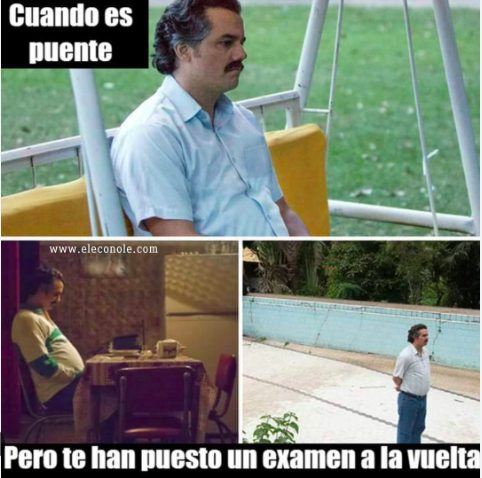 Cuando es
puente
www.eleconole.com
Pero te han puesto un examen a la vuelta